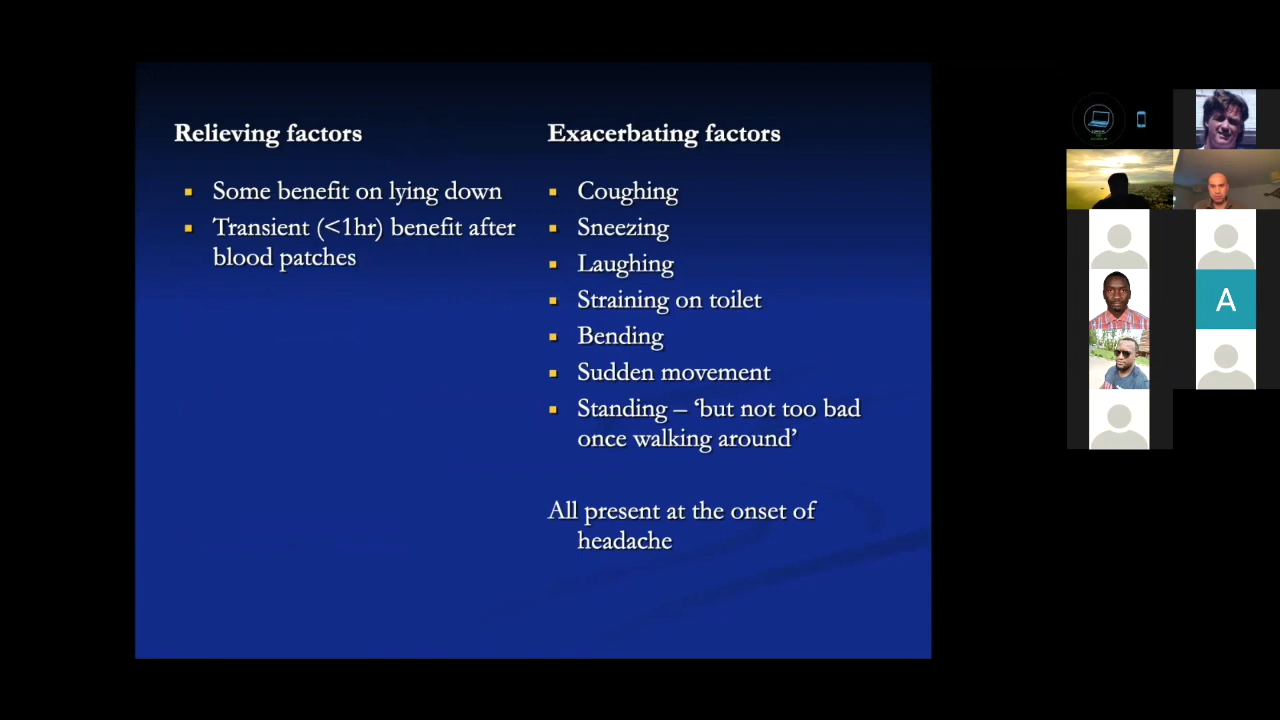 Relieving factors
Some benefit on lying down
Transient (<1hr) benefit after
blood patches
Exacerbating factors
Coughing
Sneezing
Laughing
Straining on toilet
Bending
Sudden movement
Standing – ‘but not too bad
once walking around’
All present at the onset of
headache
A